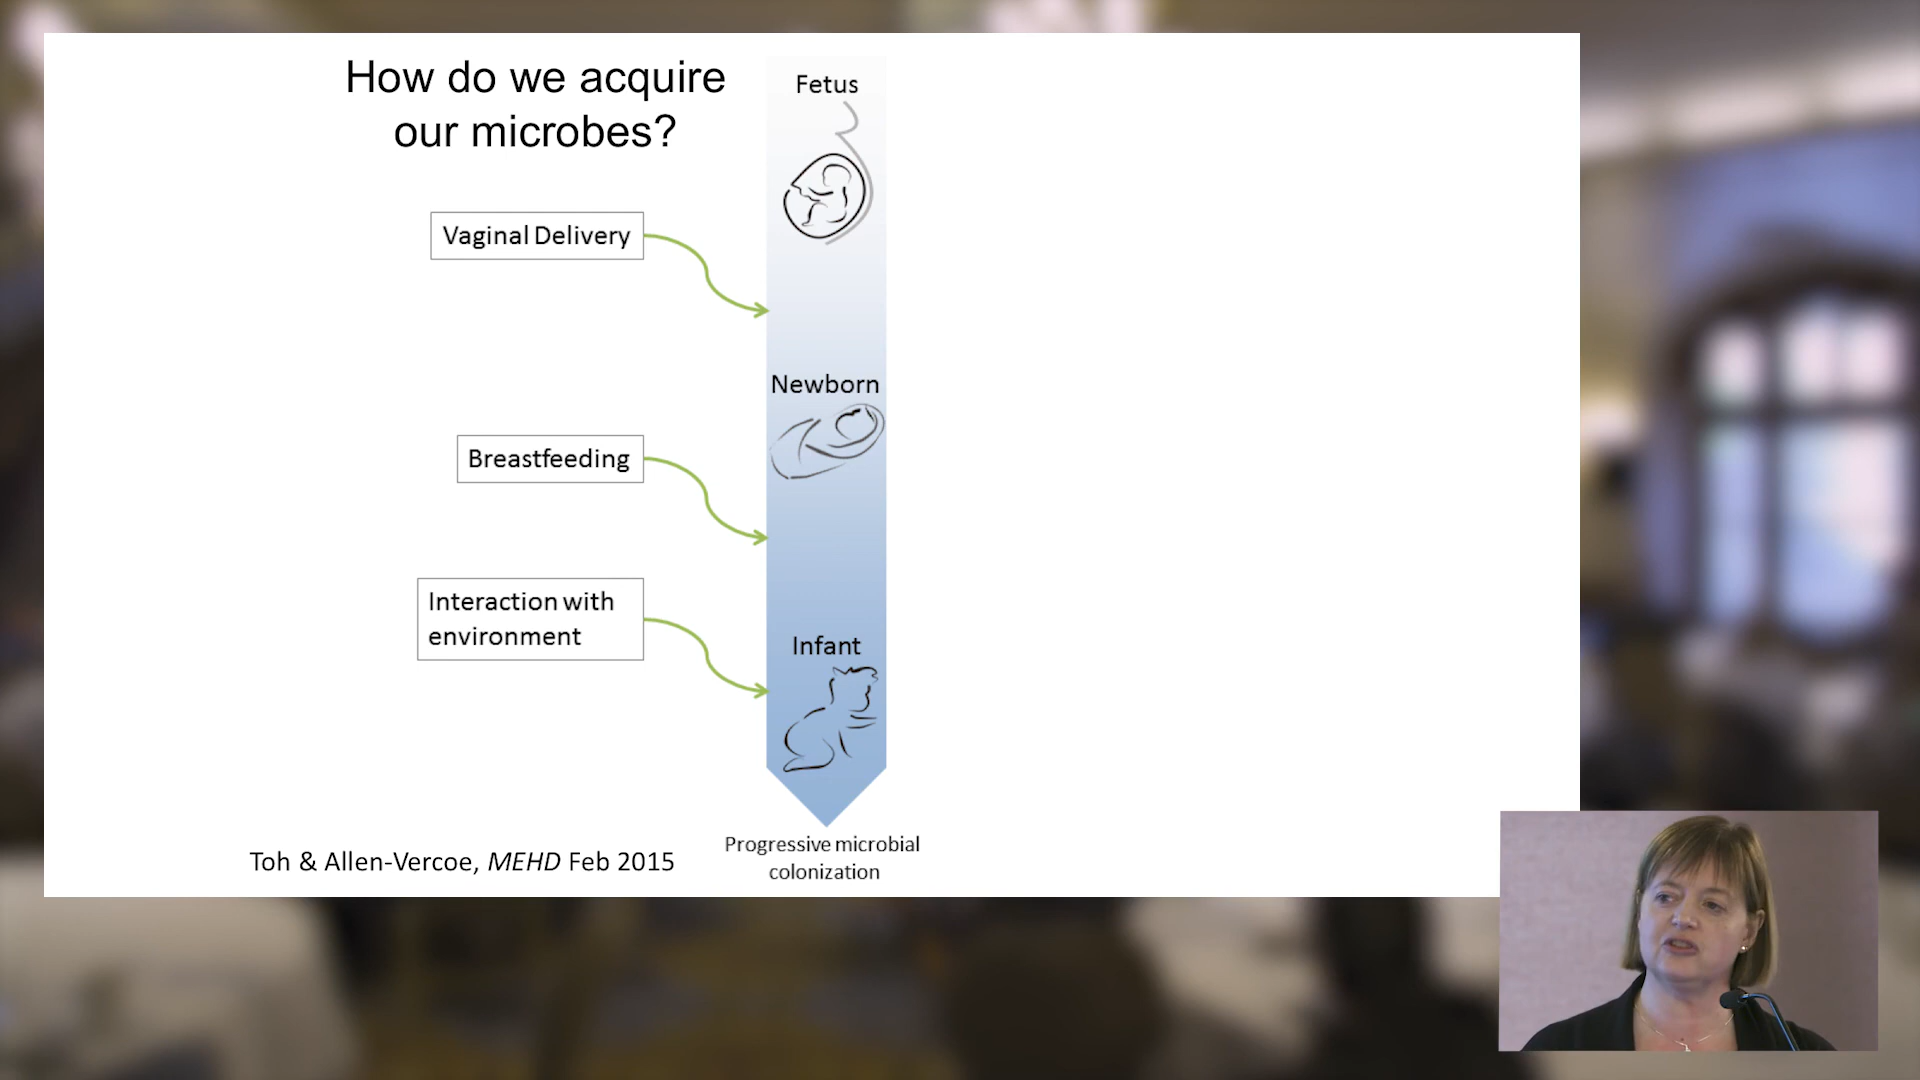 How do we acquire
our microbes?
Fetus
Vaginal Delivery
Newborn
Breastfeeding
Interaction with
environment
Infant
Progressive microbial
colonization
Toh & Allen-Vercoe, MEHD Feb 2015